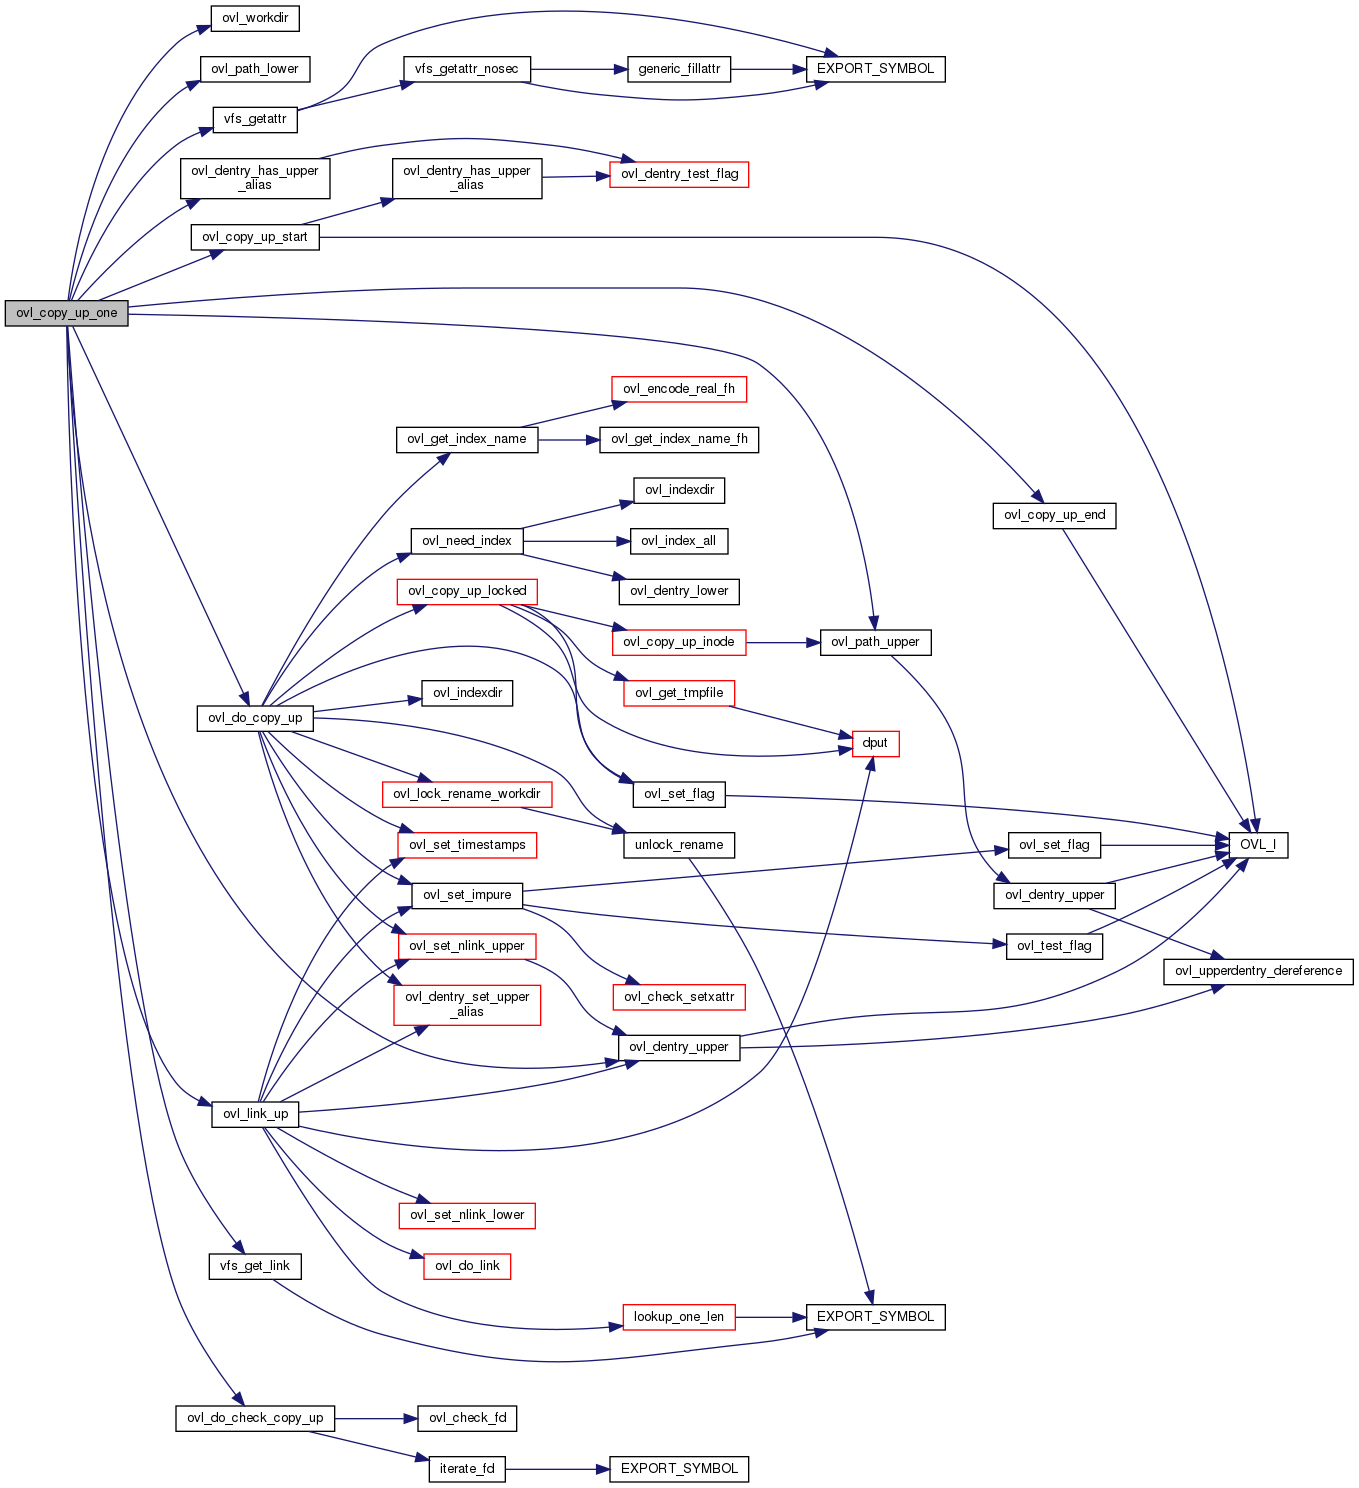 ovl_workdir
ovl_path_lower
vfs_getattr_nosec
generic_fillattr
EXPORT_SYMBOL
vfs_getattr
ovl_dentry_has_upper
_alias
ovl_dentry_has_upper
_alias
ovl_dentry_test_flag
ovl_copy_up_start
ovl_copy_up_one
ovl_encode_real_fh
ovl_get_index_name
ovl_get_index_name_fh
ovl_indexdir
ovl_copy_up_end
ovl_need_index
ovl_index_all
ovl_copy_up_locked
ovl_dentry_lower
ovl_copy_up_inode
ovl_path_upper
ovl_indexdir
ovl_get_tmpfile
ovl_do_copy_up
dput
ovl_lock_rename_workdir
ovl_set_flag
ovl_set_timestamps
unlock_rename
ovl_set_flag
OVL_I
ovl_set_impure
ovl_dentry_upper
ovl_set_nlink_upper
ovl_test_flag
ovl_upperdentry_dereference
ovl_dentry_set_upper
_alias
ovl_check_setxattr
ovl_dentry_upper
ovl_link_up
ovl_set_nlink_lower
vfs_get_link
ovl_do_link
lookup_one_len
EXPORT_SYMBOL
ovl_do_check_copy_up
ovl_check_fd
iterate_fd
EXPORT_SYMBOL